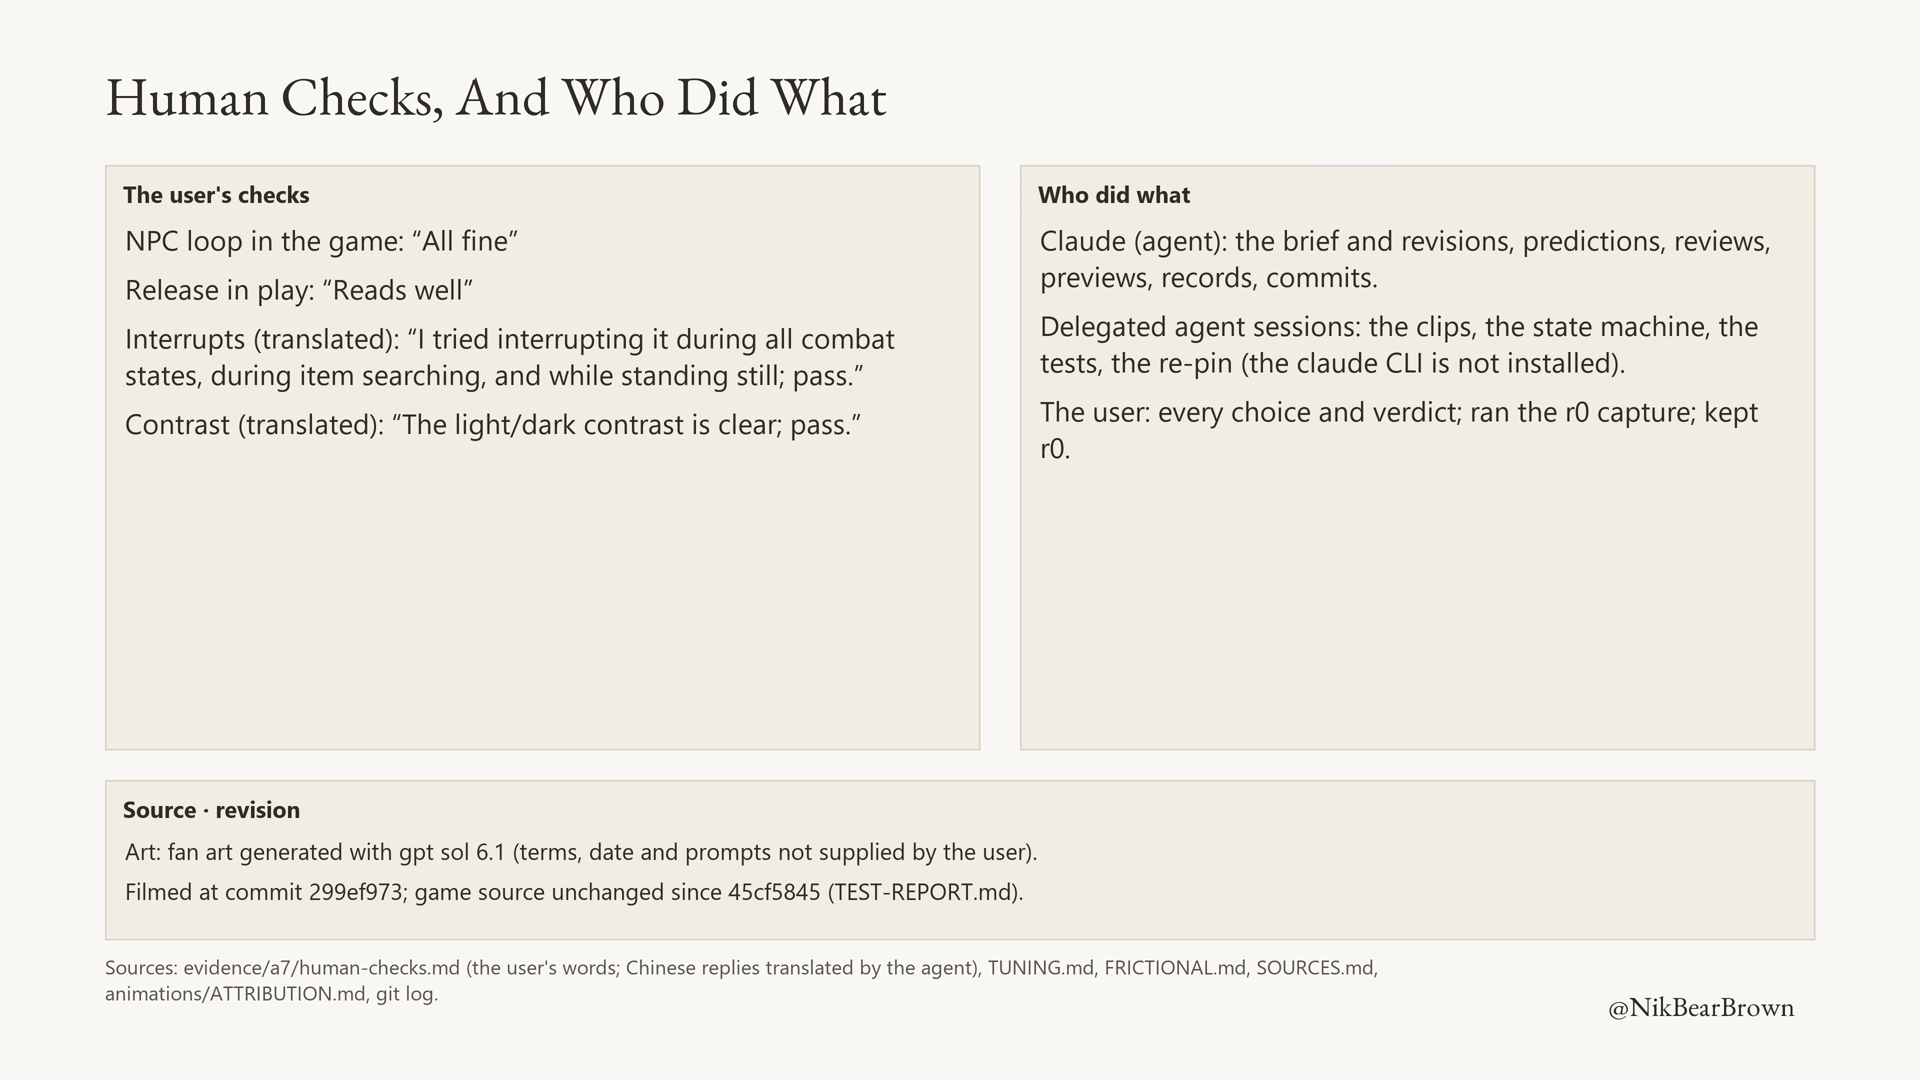 Human Checks, And Who Did What
The user's checks
NPC loop in the game: “All fine”
Release in play: “Reads well”
Interrupts (translated): “I tried interrupting it during all combat
states, during item searching, and while standing still; pass.”
Contrast (translated): “The light/dark contrast is clear; pass.”
Who did what
Claude (agent): the brief and revisions, predictions, reviews,
previews, records, commits.
Delegated agent sessions: the clips, the state machine, the
tests, the re-pin (the claude CLI is not installed).
The user: every choice and verdict; ran the r0 capture; kept
r0.
Source · revision
Art: fan art generated with gpt sol 6.1 (terms, date and prompts not supplied by the user).
Filmed at commit 299ef973; game source unchanged since 45cf5845 (TEST-REPORT.md).
Sources: evidence/a7/human-checks.md (the user's words; Chinese replies translated by the agent), TUNING.md, FRICTIONAL.md, SOURCES.md,
animations/ATTRIBUTION.md, git log.
@NikBearBrown